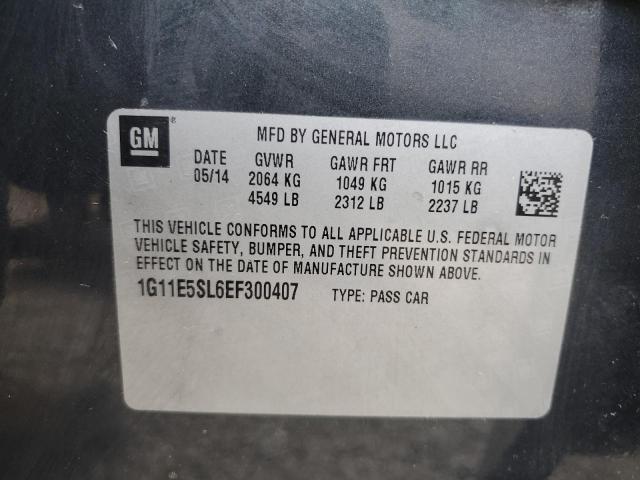 GM ®
MFD BY GENERAL MOTORS LLC
DATE GVWR GAWR FRT GAWR RR
05/14 2064 KG 1049 KG 1015 KG
4549 LB 2312 LB 2237 LB
THIS VEHICLE CONFORMS TO ALL APPLICABLE U.S. FEDERAL MOTOR
VEHICLE SAFETY, BUMPER, AND THEFT PREVENTION STANDARDS IN
EFFECT ON THE DATE OF MANUFACTURE SHOWN ABOVE.
1G11E5SL6EF300407 TYPE: PASS CAR